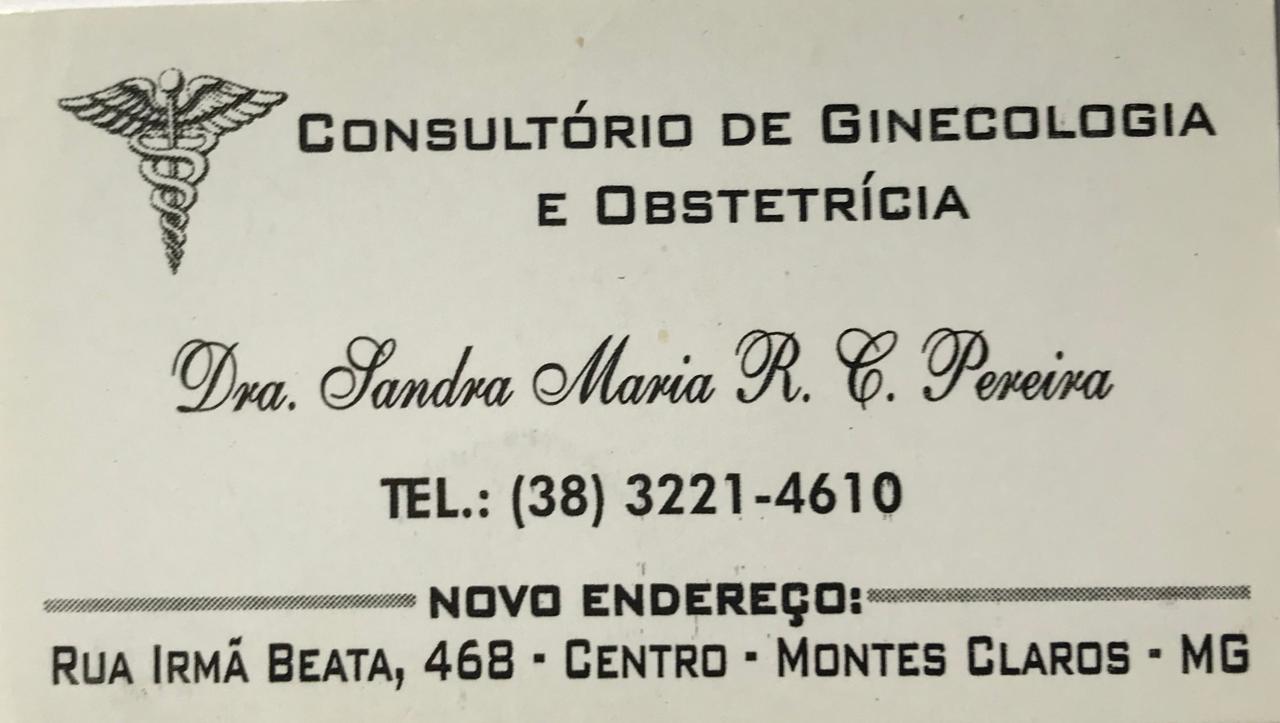 CONSULTÓRIO DE GINECOLOGIA
E OBSTETRÍCIA
Dra. Sandra Maria R. C. Pereira
TEL.: (38) 3221-4610
NOVO ENDEREÇO:
RUA IRMÃ BEATA, 468 - CENTRO - MONTES CLAROS - MG